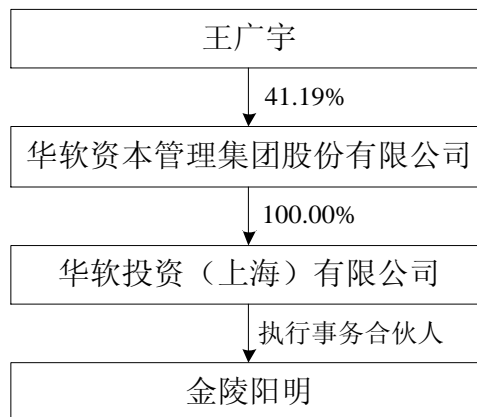 王广宇
41.19%
华软资本管理集团股份有限公司
100.00%
华软投资（上海）有限公司
执行事务合伙人
金陵阳明